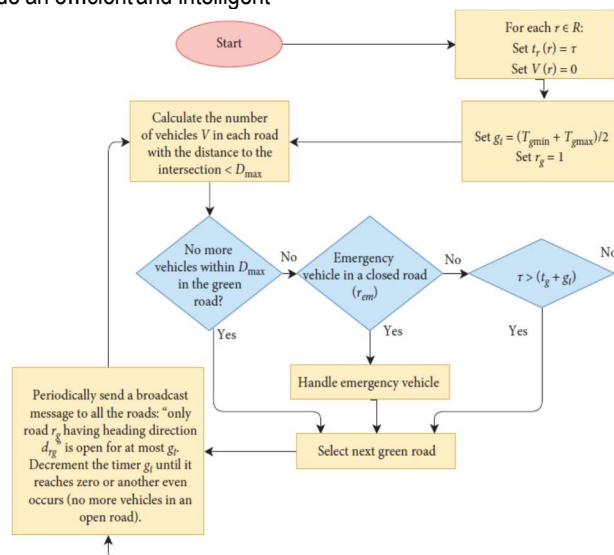 efficient and intelligent
Start
For each r ∈ R:
Set t_r (r) = τ
Set V (r) = 0
Set g_t = (T_gmin + T_gmax)/2
Set r_g = 1
Calculate the number
of vehicles V in each road
with the distance to the
intersection < D_max
No more
vehicles within D_max
in the green
road?
No
Emergency
vehicle in a closed road
(r_em)
No
τ > (t_g + g_t)
No
Yes
Yes
Yes
Handle emergency vehicle
Select next green road
Periodically send a broadcast
message to all the roads: “only
road r_g having heading direction
d_rg” is open for at most g_t.
Decrement the timer g_t until it
reaches zero or another even
occurs (no more vehicles in an
open road).